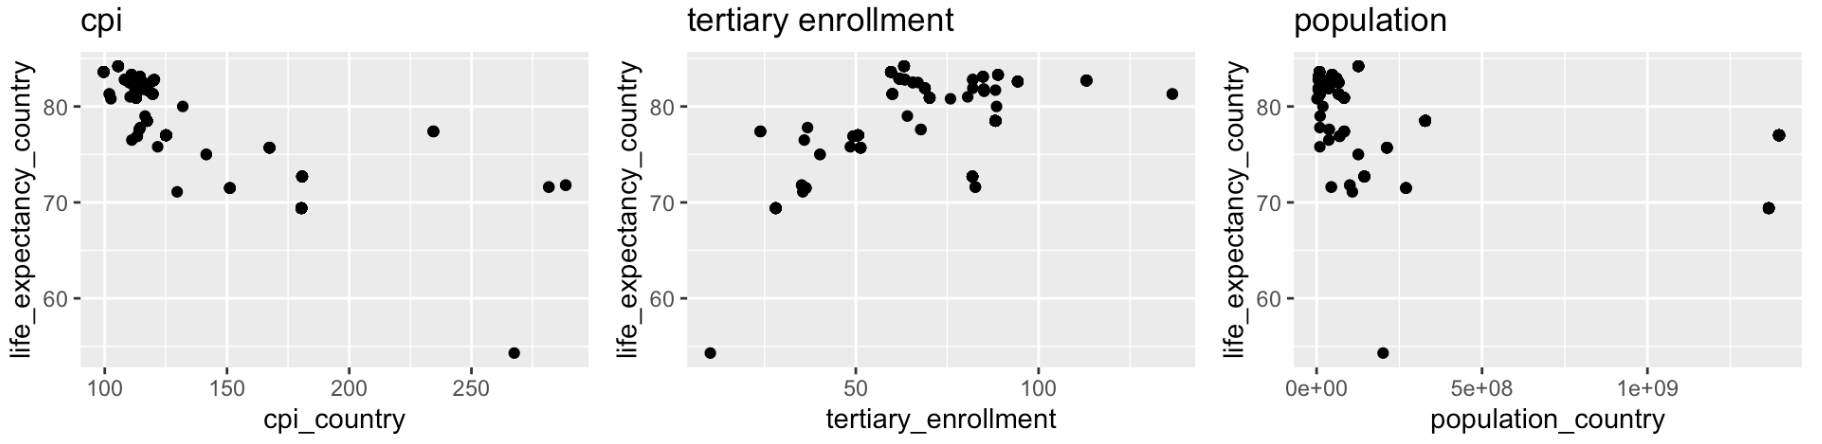 cpi
life_expectancy_country
80
70
60
100 150 200 250
cpi_country
tertiary enrollment
life_expectancy_country
80
70
60
50 100
tertiary_enrollment
population
life_expectancy_country
80
70
60
0e+00 5e+08 1e+09
population_country